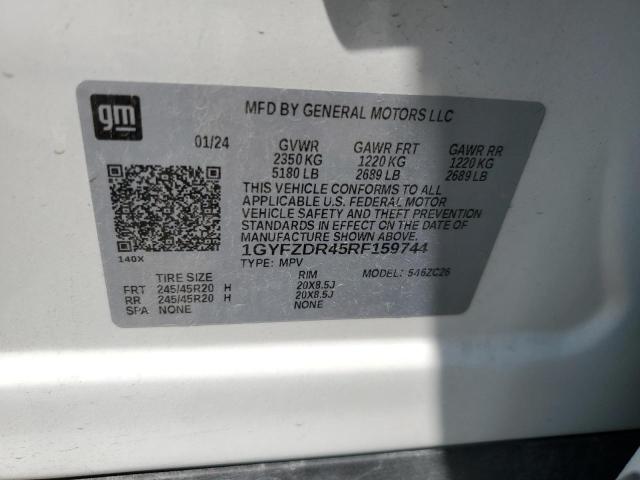 gm
MFD BY GENERAL MOTORS LLC
01/24 GVWR GAWR FRT GAWR RR
2350 KG 1220 KG 1220 KG
5180 LB 2689 LB 2689 LB
THIS VEHICLE CONFORMS TO ALL
APPLICABLE U.S. FEDERAL MOTOR
VEHICLE SAFETY AND THEFT PREVENTION
STANDARDS IN EFFECT ON THE DATE OF
MANUFACTURE SHOWN ABOVE.
1GYFZDR45RF159744
140X TYPE: MPV MODEL: 546ZC26
TIRE SIZE RIM
FRT 245/45R20 H 20X8.5J
RR 245/45R20 H 20X8.5J
SPA NONE NONE